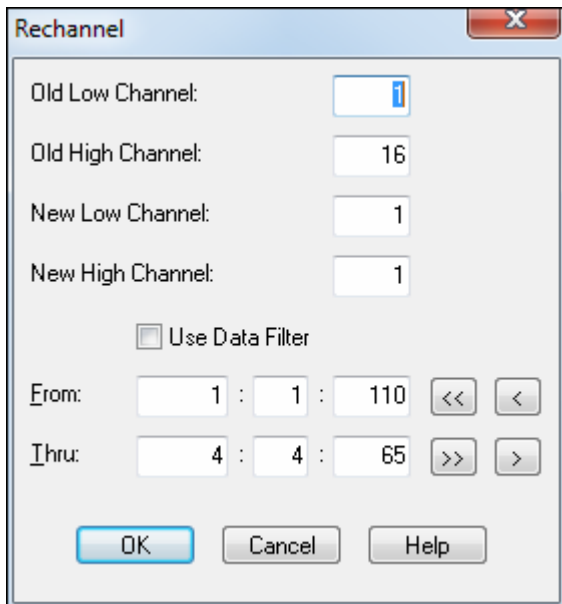 Rechannel
Old Low Channel: 1
Old High Channel: 16
New Low Channel: 1
New High Channel: 1
Use Data Filter
From: 1 : 1 : 110 << <
Thru: 4 : 4 : 65 >> >
OK Cancel Help